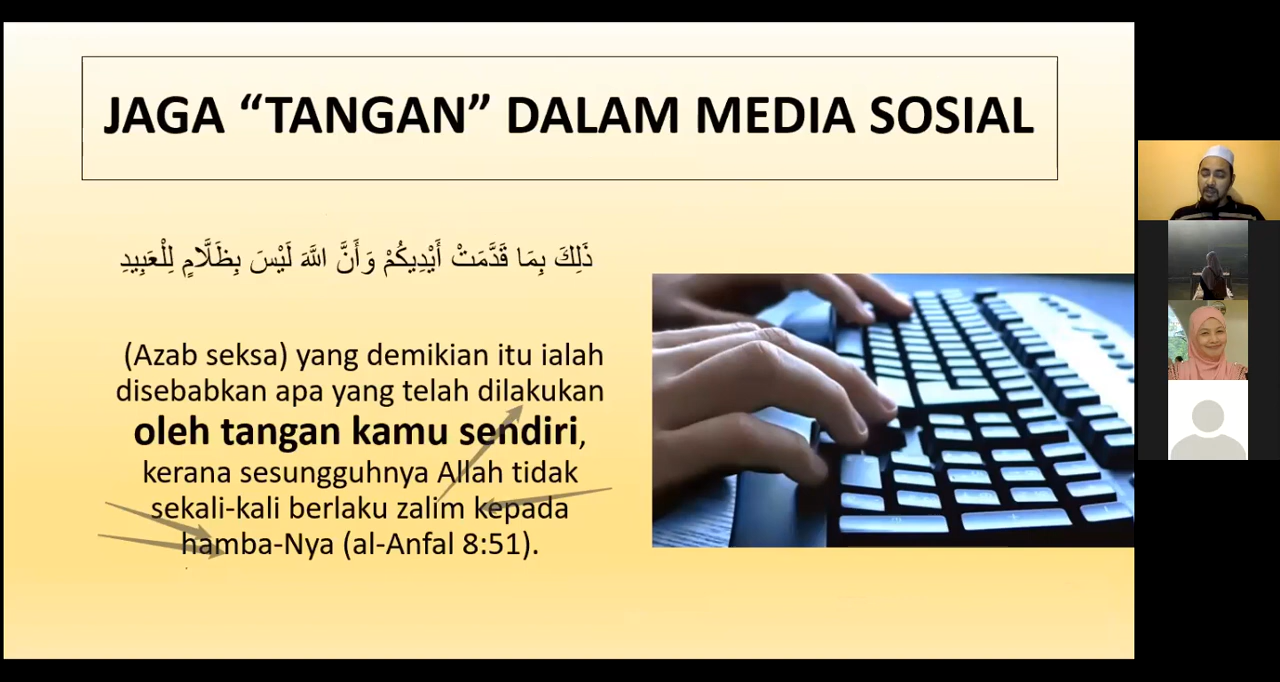 JAGA “TANGAN” DALAM MEDIA SOSIAL
ذَلِكَ بِمَا قَدَّمَتْ أَيْدِيكُمْ وَأَنَّ اللَّهَ لَيْسَ بِظَلَّامٍ لِلْعَبِيدِ
(Azab seksa) yang demikian itu ialah
disebabkan apa yang telah dilakukan
oleh tangan kamu sendiri,
kerana sesungguhnya Allah tidak
sekali-kali berlaku zalim kepada
hamba-Nya (al-Anfal 8:51).